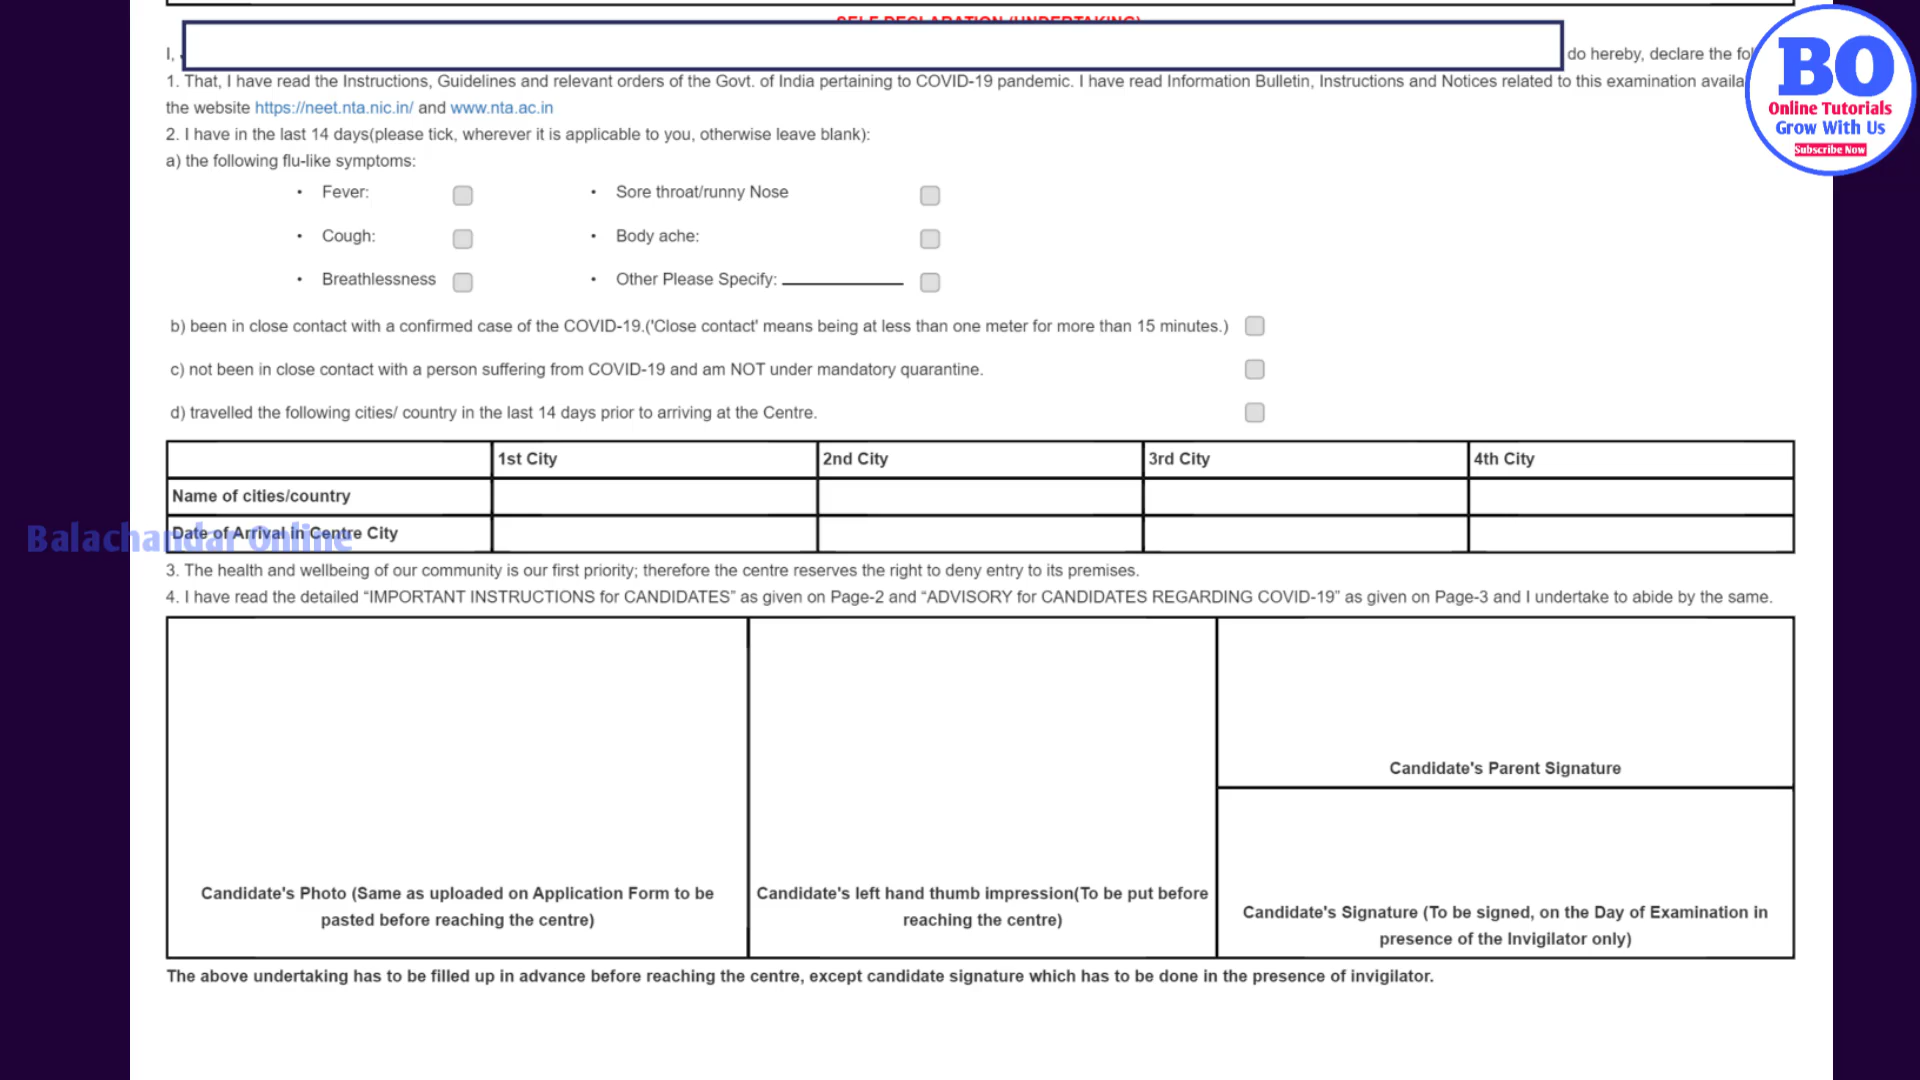 SELF DECLARATION (UNDERTAKING)
I, do hereby, declare the fol
1. That, I have read the Instructions, Guidelines and relevant orders of the Govt. of India pertaining to COVID-19 pandemic. I have read Information Bulletin, Instructions and Notices related to this examination availa
the website https://neet.nta.nic.in/ and www.nta.ac.in
2. I have in the last 14 days(please tick, wherever it is applicable to you, otherwise leave blank):
a) the following flu-like symptoms:
• Fever: • Sore throat/runny Nose
• Cough: • Body ache:
• Breathlessness • Other Please Specify:
b) been in close contact with a confirmed case of the COVID-19.('Close contact' means being at less than one meter for more than 15 minutes.)
c) not been in close contact with a person suffering from COVID-19 and am NOT under mandatory quarantine.
d) travelled the following cities/ country in the last 14 days prior to arriving at the Centre.
1st City 2nd City 3rd City 4th City
Name of cities/country
Date of Arrival in Centre City
3. The health and wellbeing of our community is our first priority; therefore the centre reserves the right to deny entry to its premises.
4. I have read the detailed “IMPORTANT INSTRUCTIONS for CANDIDATES” as given on Page-2 and “ADVISORY for CANDIDATES REGARDING COVID-19” as given on Page-3 and I undertake to abide by the same.
Candidate's Photo (Same as uploaded on Application Form to be
pasted before reaching the centre)
Candidate's left hand thumb impression(To be put before
reaching the centre)
Candidate's Parent Signature
Candidate's Signature (To be signed, on the Day of Examination in
presence of the Invigilator only)
The above undertaking has to be filled up in advance before reaching the centre, except candidate signature which has to be done in the presence of invigilator.
BO
Online Tutorials
Grow With Us
Subscribe Now
Balachandar Online